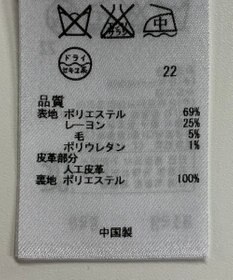 中
ドライ
セキユ系
22
品質
表地 ポリエステル 69%
レーヨン 25%
毛 5%
ポリウレタン 1%
皮革部分
人工皮革
裏地 ポリエステル 100%
中国製